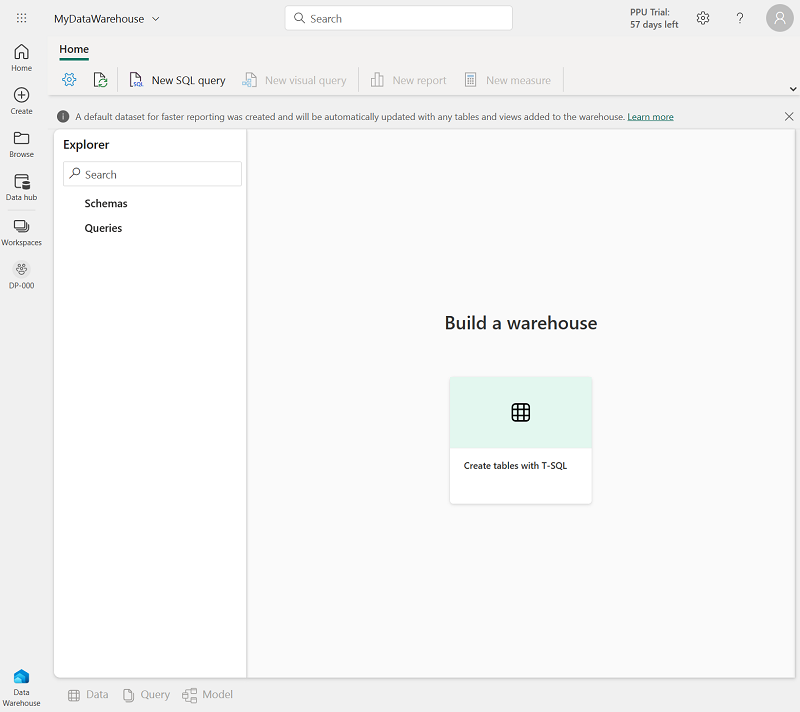 MyDataWarehouse
Search
PPU Trial:
57 days left
?
Home
Home
SQL
New SQL query
New visual query
New report
New measure
Create
A default dataset for faster reporting was created and will be automatically updated with any tables and views added to the warehouse. Learn more
Browse
Explorer
Search
Data hub
Schemas
Queries
Workspaces
DP-000
Build a warehouse
Create tables with T-SQL
Data
Warehouse
Data
Query
Model